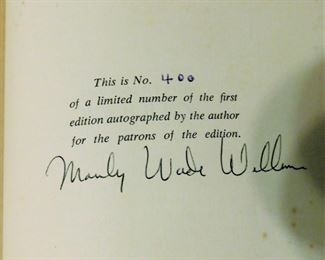 This is No. 400
of a limited number of the first
edition autographed by the author
for the patrons of the edition.
Manly Wade Wellman